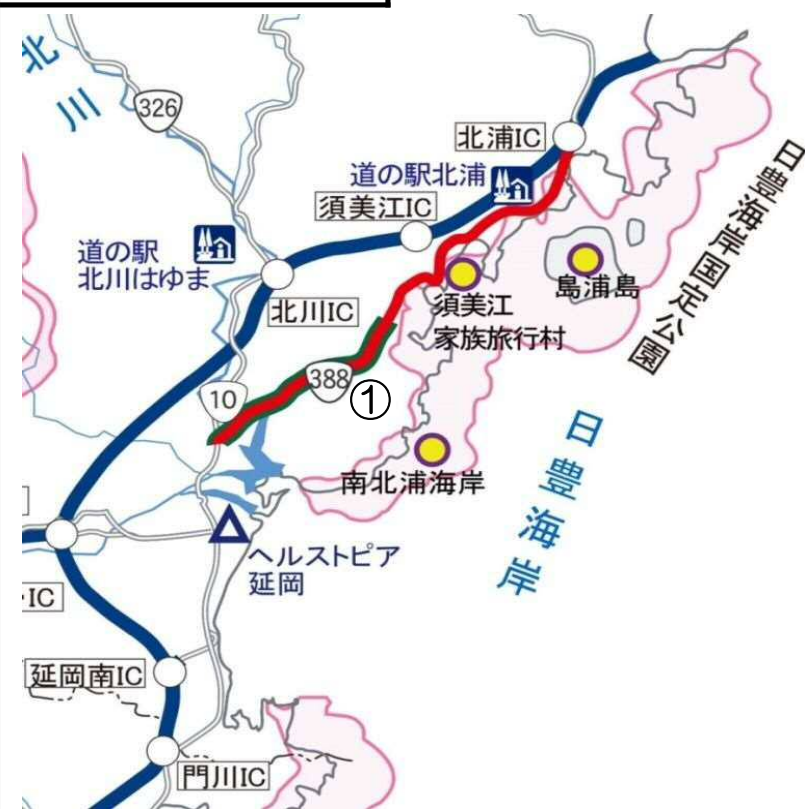 北川
326
北浦IC
道の駅北浦
須美江IC
道の駅
北川はゆま
北川IC
須美江
家族旅行村
島浦島
日豊海岸国定公園
10
388
①
南北浦海岸
日豊海岸
ヘルストピア
延岡
IC
延岡南IC
門川IC